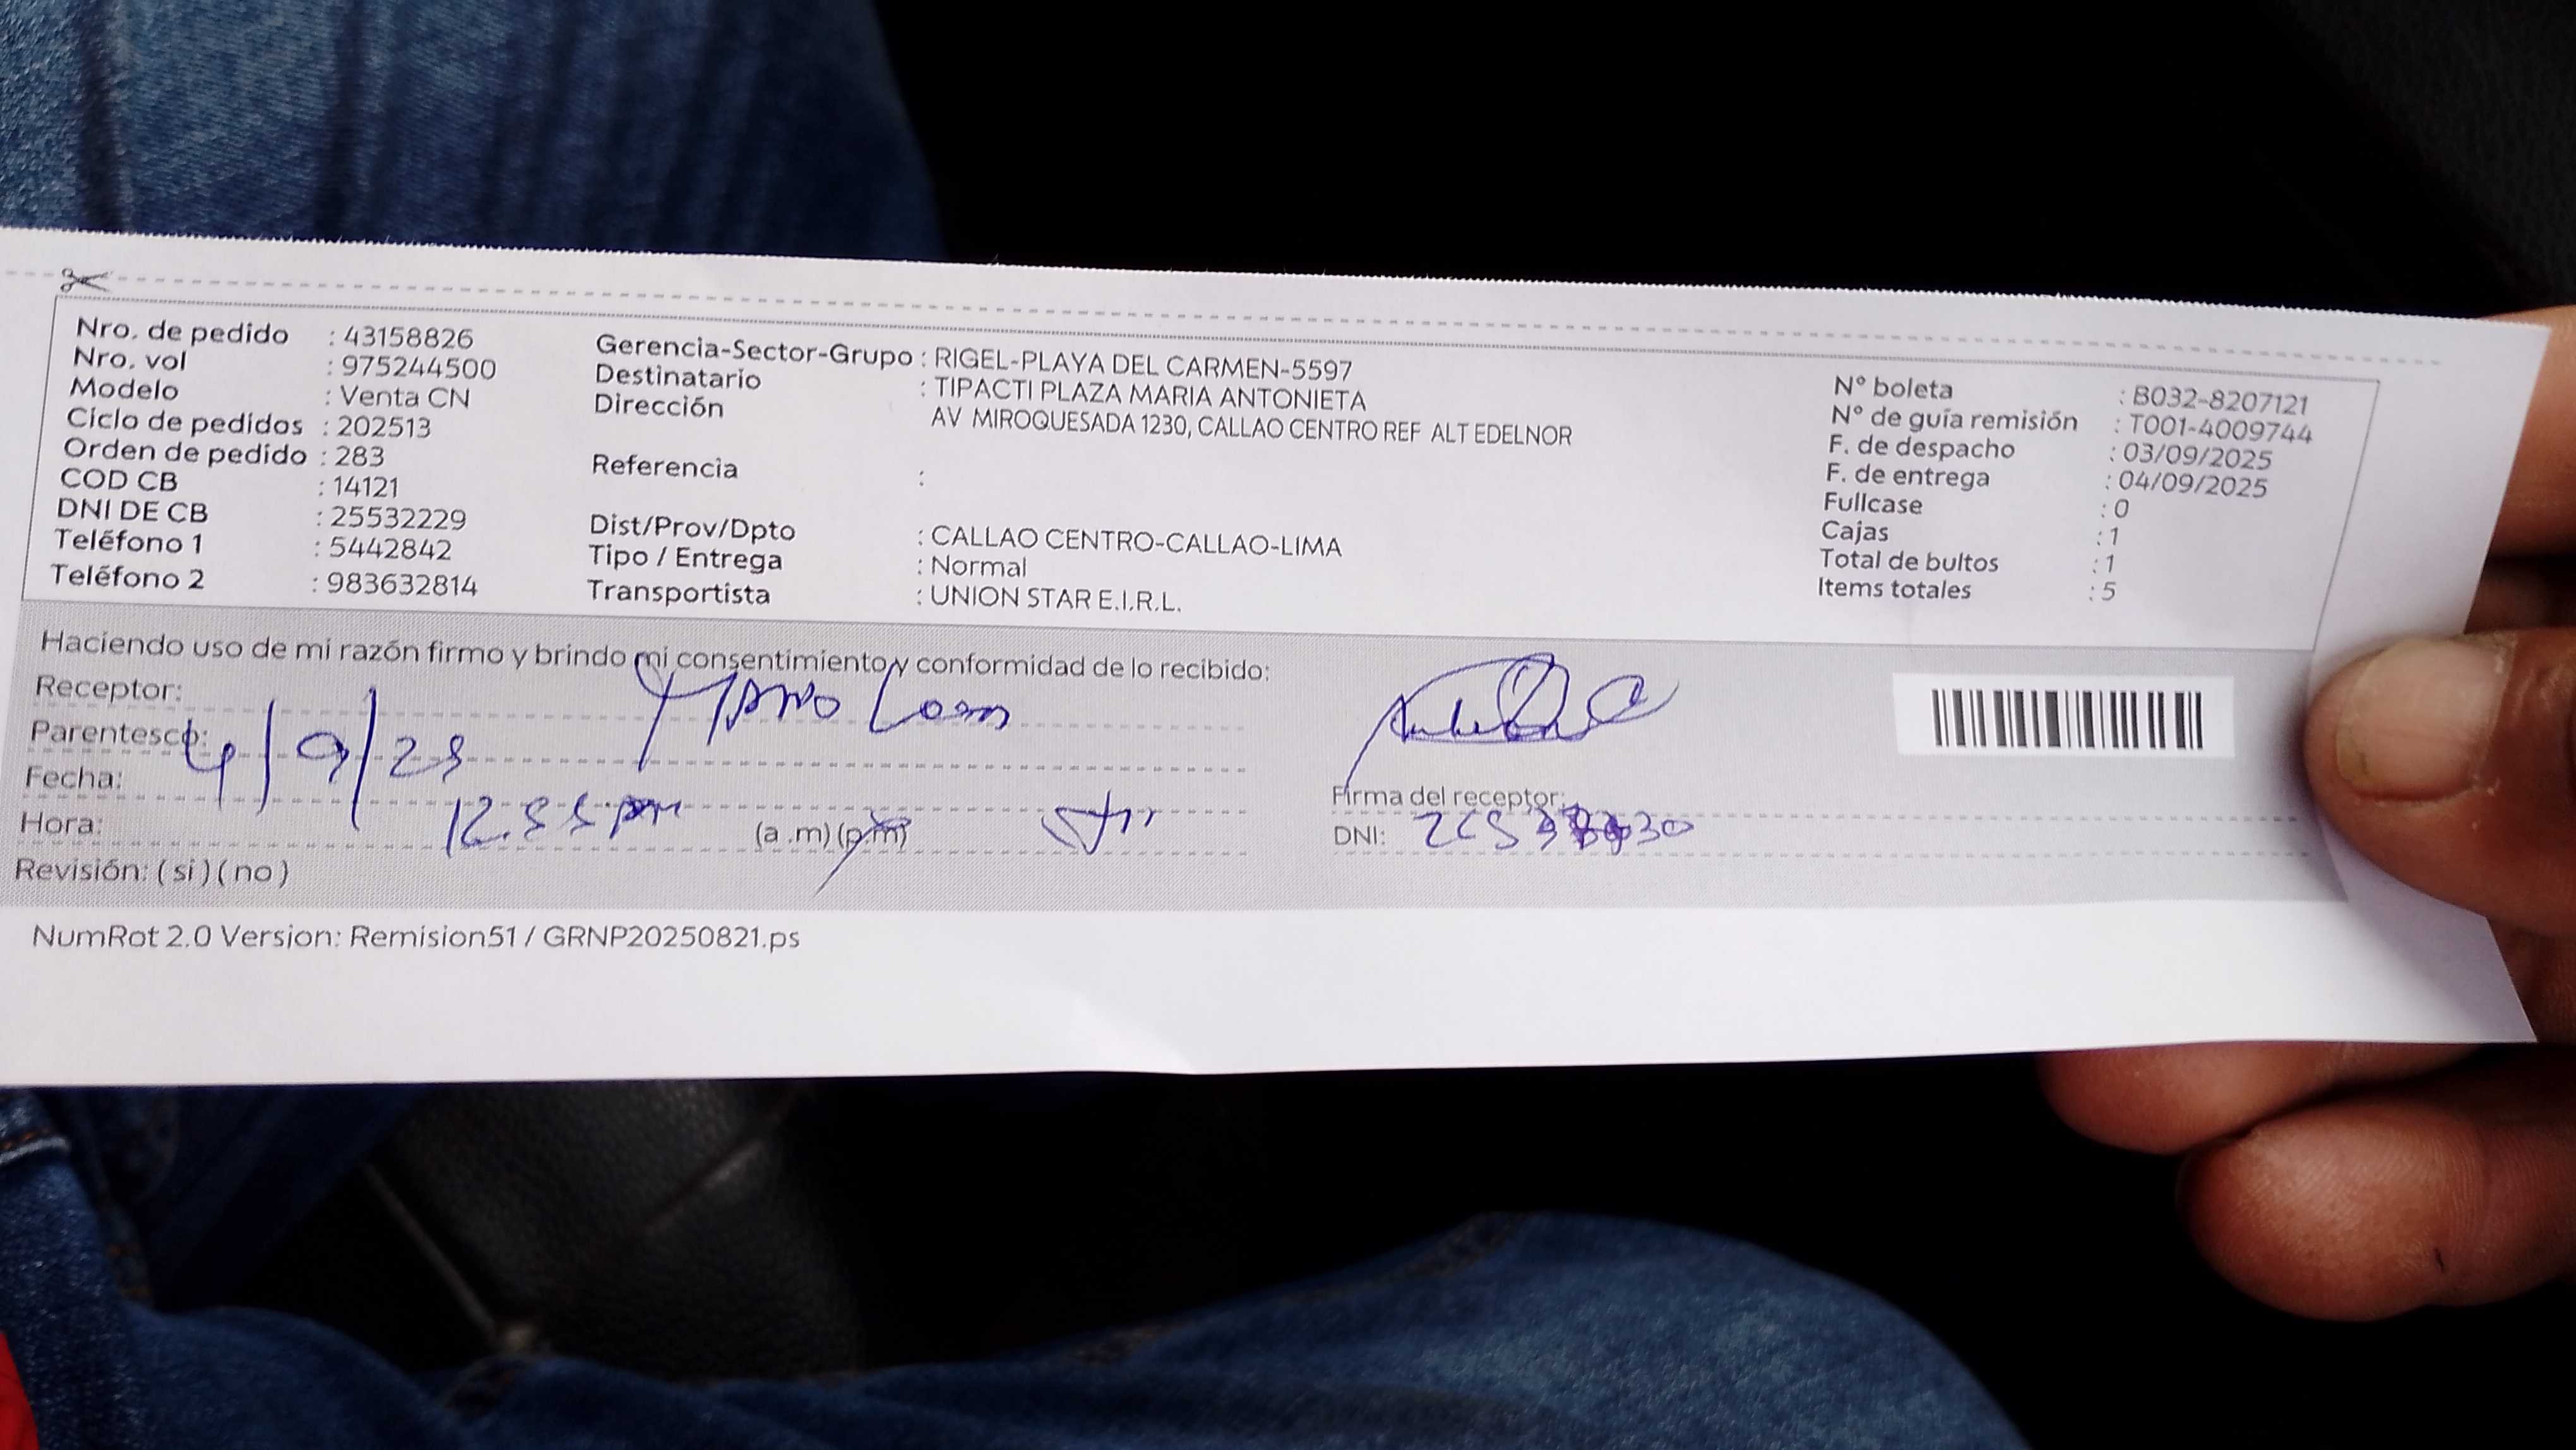 Nro. de pedido : 43158826
Nro. vol : 975244500
Modelo : Venta CN
Ciclo de pedidos : 202513
Orden de pedido : 283
COD CB : 14121
DNI DE CB : 25532229
Teléfono 1 : 5442842
Teléfono 2 : 983632814
Gerencia-Sector-Grupo : RIGEL-PLAYA DEL CARMEN-5597
Destinatario : TIPACTI PLAZA MARIA ANTONIETA
Dirección AV MIROQUESADA 1230, CALLAO CENTRO REF ALT EDELNOR
Referencia :
Dist/Prov/Dpto : CALLAO CENTRO-CALLAO-LIMA
Tipo / Entrega : Normal
Transportista : UNION STAR E.I.R.L.
N° boleta : B032-8207121
N° de guía remisión : T001-4009744
F. de despacho : 03/09/2025
F. de entrega : 04/09/2025
Fullcase : 0
Cajas : 1
Total de bultos : 1
Items totales : 5
Haciendo uso de mi razón firmo y brindo mi consentimiento y conformidad de lo recibido:
Receptor:
Parentesco:
Fecha: 4/9/25
Hora: 12.55 pm (a .m) (p.m)
Revisión: ( si ) ( no )
Firma del receptor:
DNI:
NumRot 2.0 Version: Remision51 / GRNP20250821.ps